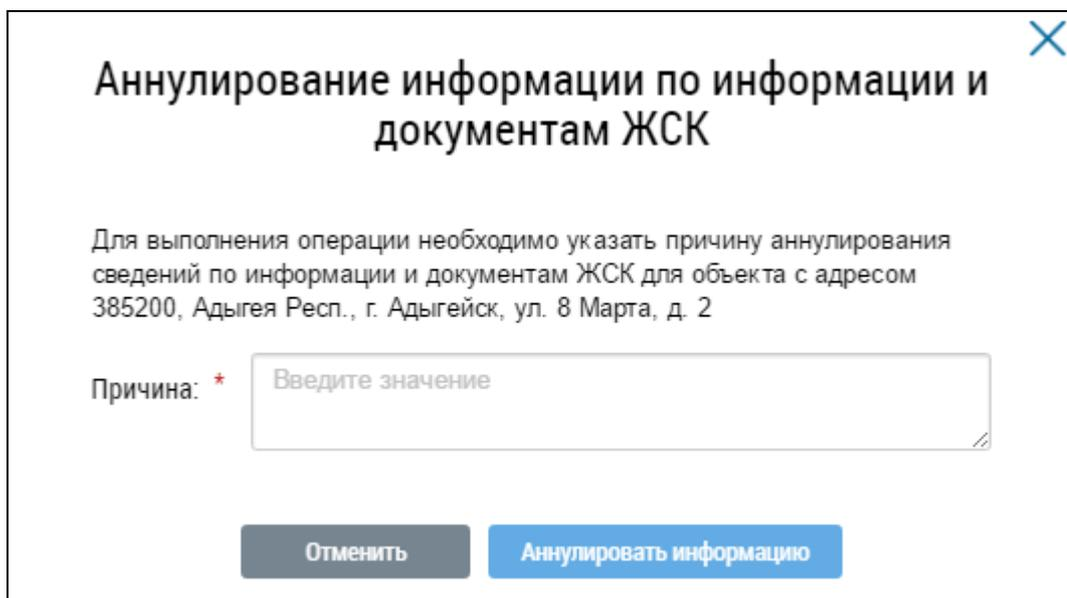 Аннулирование информации по информации и
документам ЖСК
Для выполнения операции необходимо указать причину аннулирования
сведений по информации и документам ЖСК для объекта с адресом
385200, Адыгея Респ., г. Адыгейск, ул. 8 Марта, д. 2
Причина: * Введите значение
Отменить Аннулировать информацию